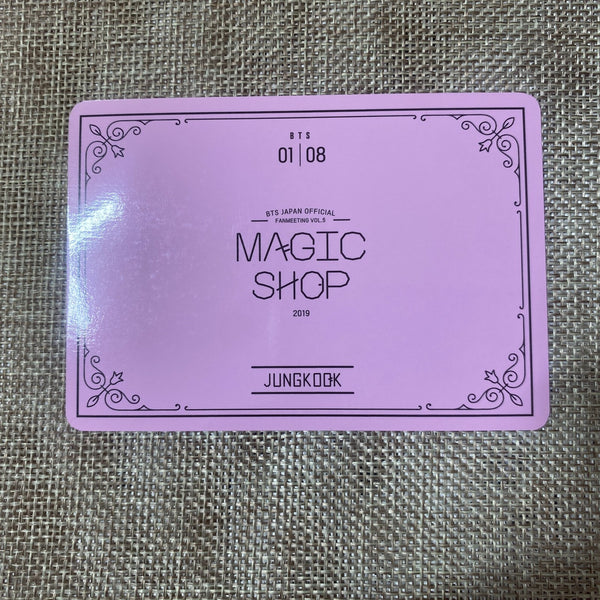 BTS
01|08
BTS JAPAN OFFICIAL
FANMEETING VOL.5
MAGIC
SHOP
2019
JUNGKOOK